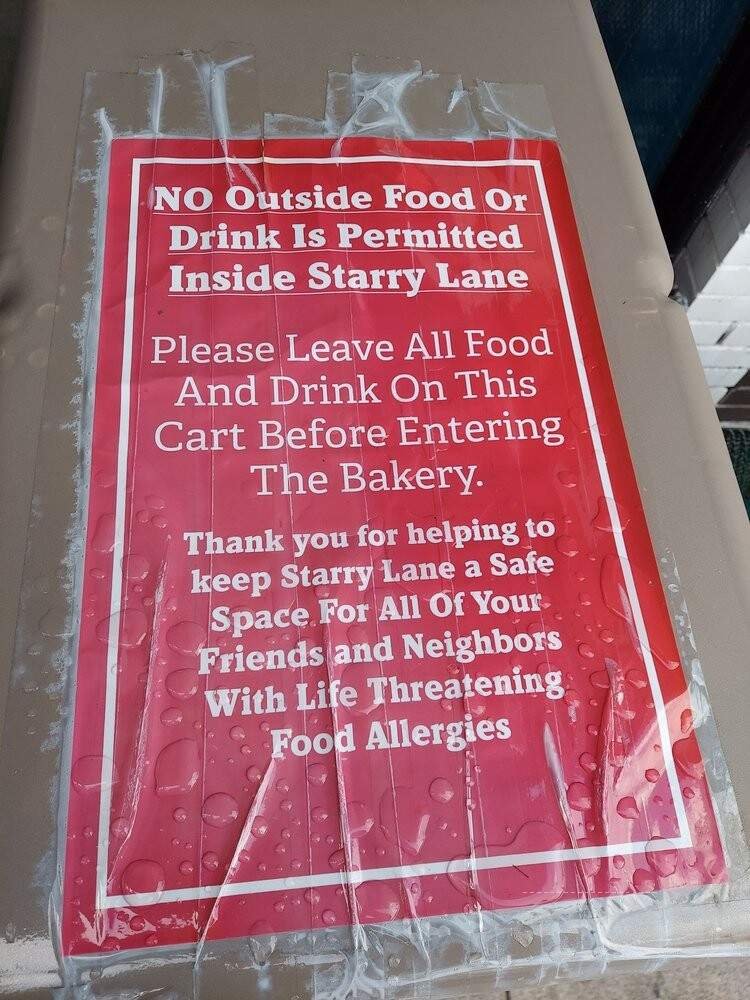 NO Outside Food Or
Drink Is Permitted
Inside Starry Lane
Please Leave All Food
And Drink On This
Cart Before Entering
The Bakery.
Thank you for helping to
keep Starry Lane a Safe
Space For All Of Your
Friends and Neighbors
With Life Threatening
Food Allergies